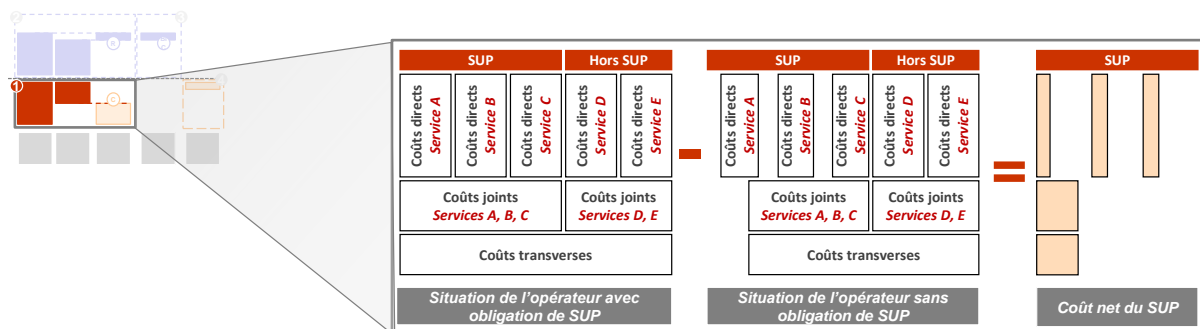 1
SUP
Hors SUP
Coûts directs
Service A
Coûts directs
Service B
Coûts directs
Service C
Coûts directs
Service D
Coûts directs
Service E
Coûts joints
Services A, B, C
Coûts joints
Services D, E
Coûts transverses
Situation de l'opérateur avec
obligation de SUP
SUP
Hors SUP
Coûts directs
Service A
Coûts directs
Service B
Coûts directs
Service C
Coûts directs
Service D
Coûts directs
Service E
Coûts joints
Services A, B, C
Coûts joints
Services D, E
Coûts transverses
Situation de l'opérateur sans
obligation de SUP
SUP
Coût net du SUP